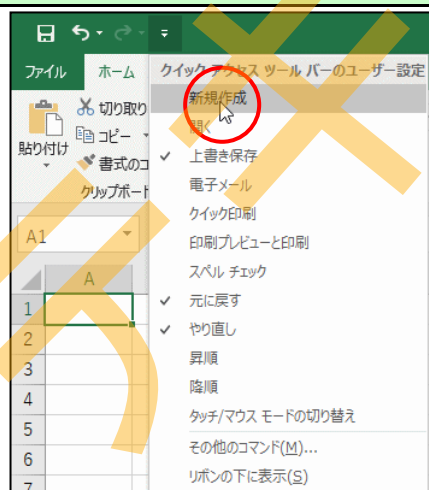 ファイル ホーム クイック アクセス ツール バーのユーザー設定
切り取り
コピー
書式のコ
貼り付け
クリップボード
A1
A
1
2
3
4
5
6
7
新規作成
開く
上書き保存
電子メール
クイック印刷
印刷プレビューと印刷
スペル チェック
元に戻す
やり直し
昇順
降順
タッチ/マウス モードの切り替え
その他のコマンド(M)...
リボンの下に表示(S)